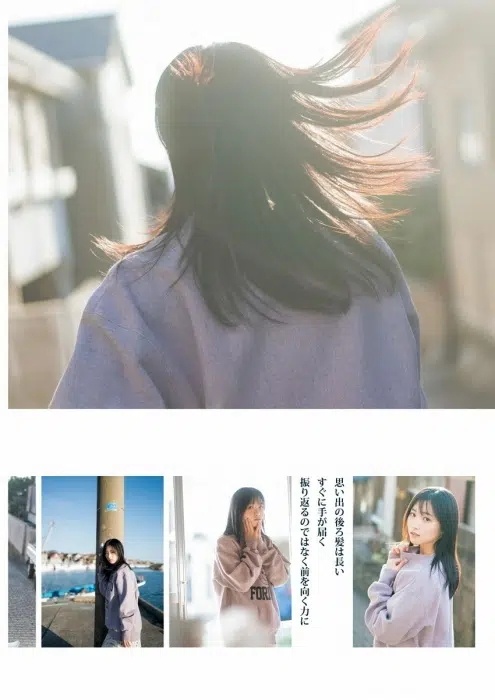 思い出の後ろ髪は長い
すぐに手が届く
振り返るのではなく前を向く力に
FOR